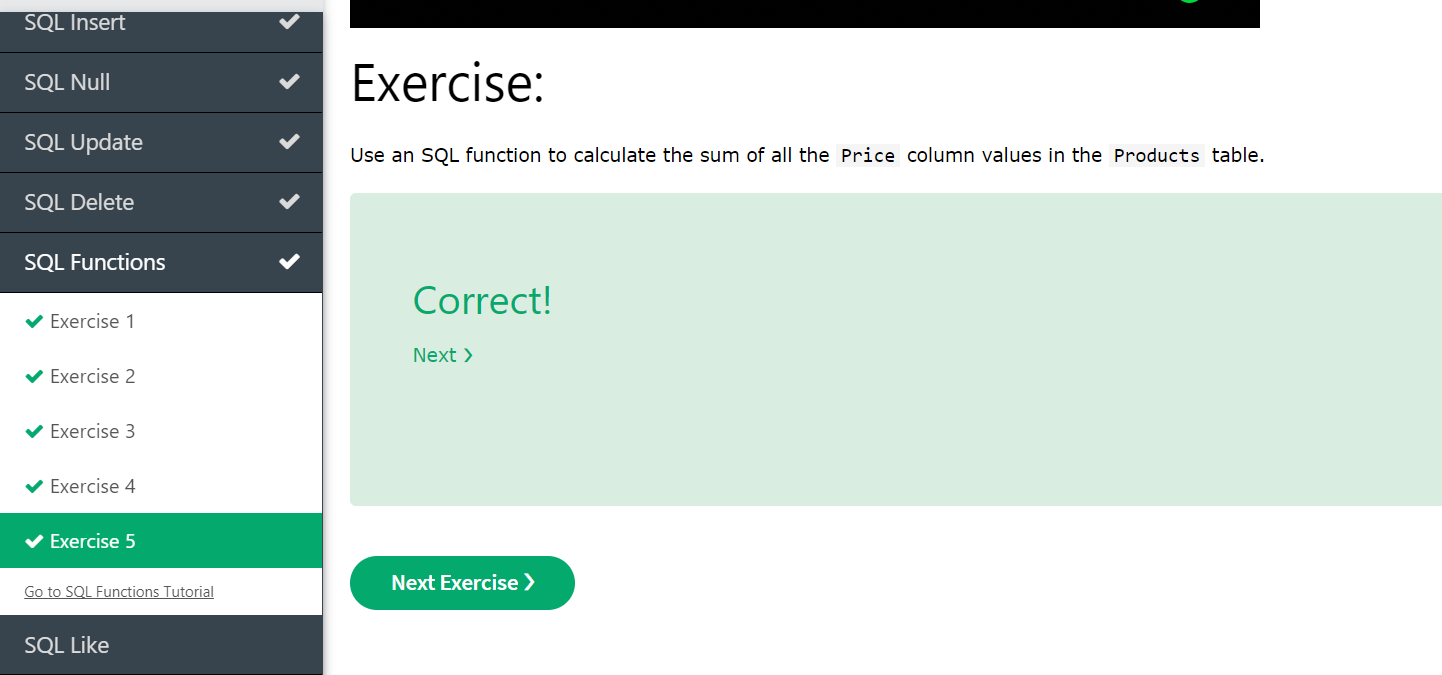 SQL Insert
SQL Null
SQL Update
SQL Delete
SQL Functions
Exercise 1
Exercise 2
Exercise 3
Exercise 4
Exercise 5
Go to SQL Functions Tutorial
SQL Like
Exercise:
Use an SQL function to calculate the sum of all the Price column values in the Products table.
Correct!
Next ❯
Next Exercise ❯